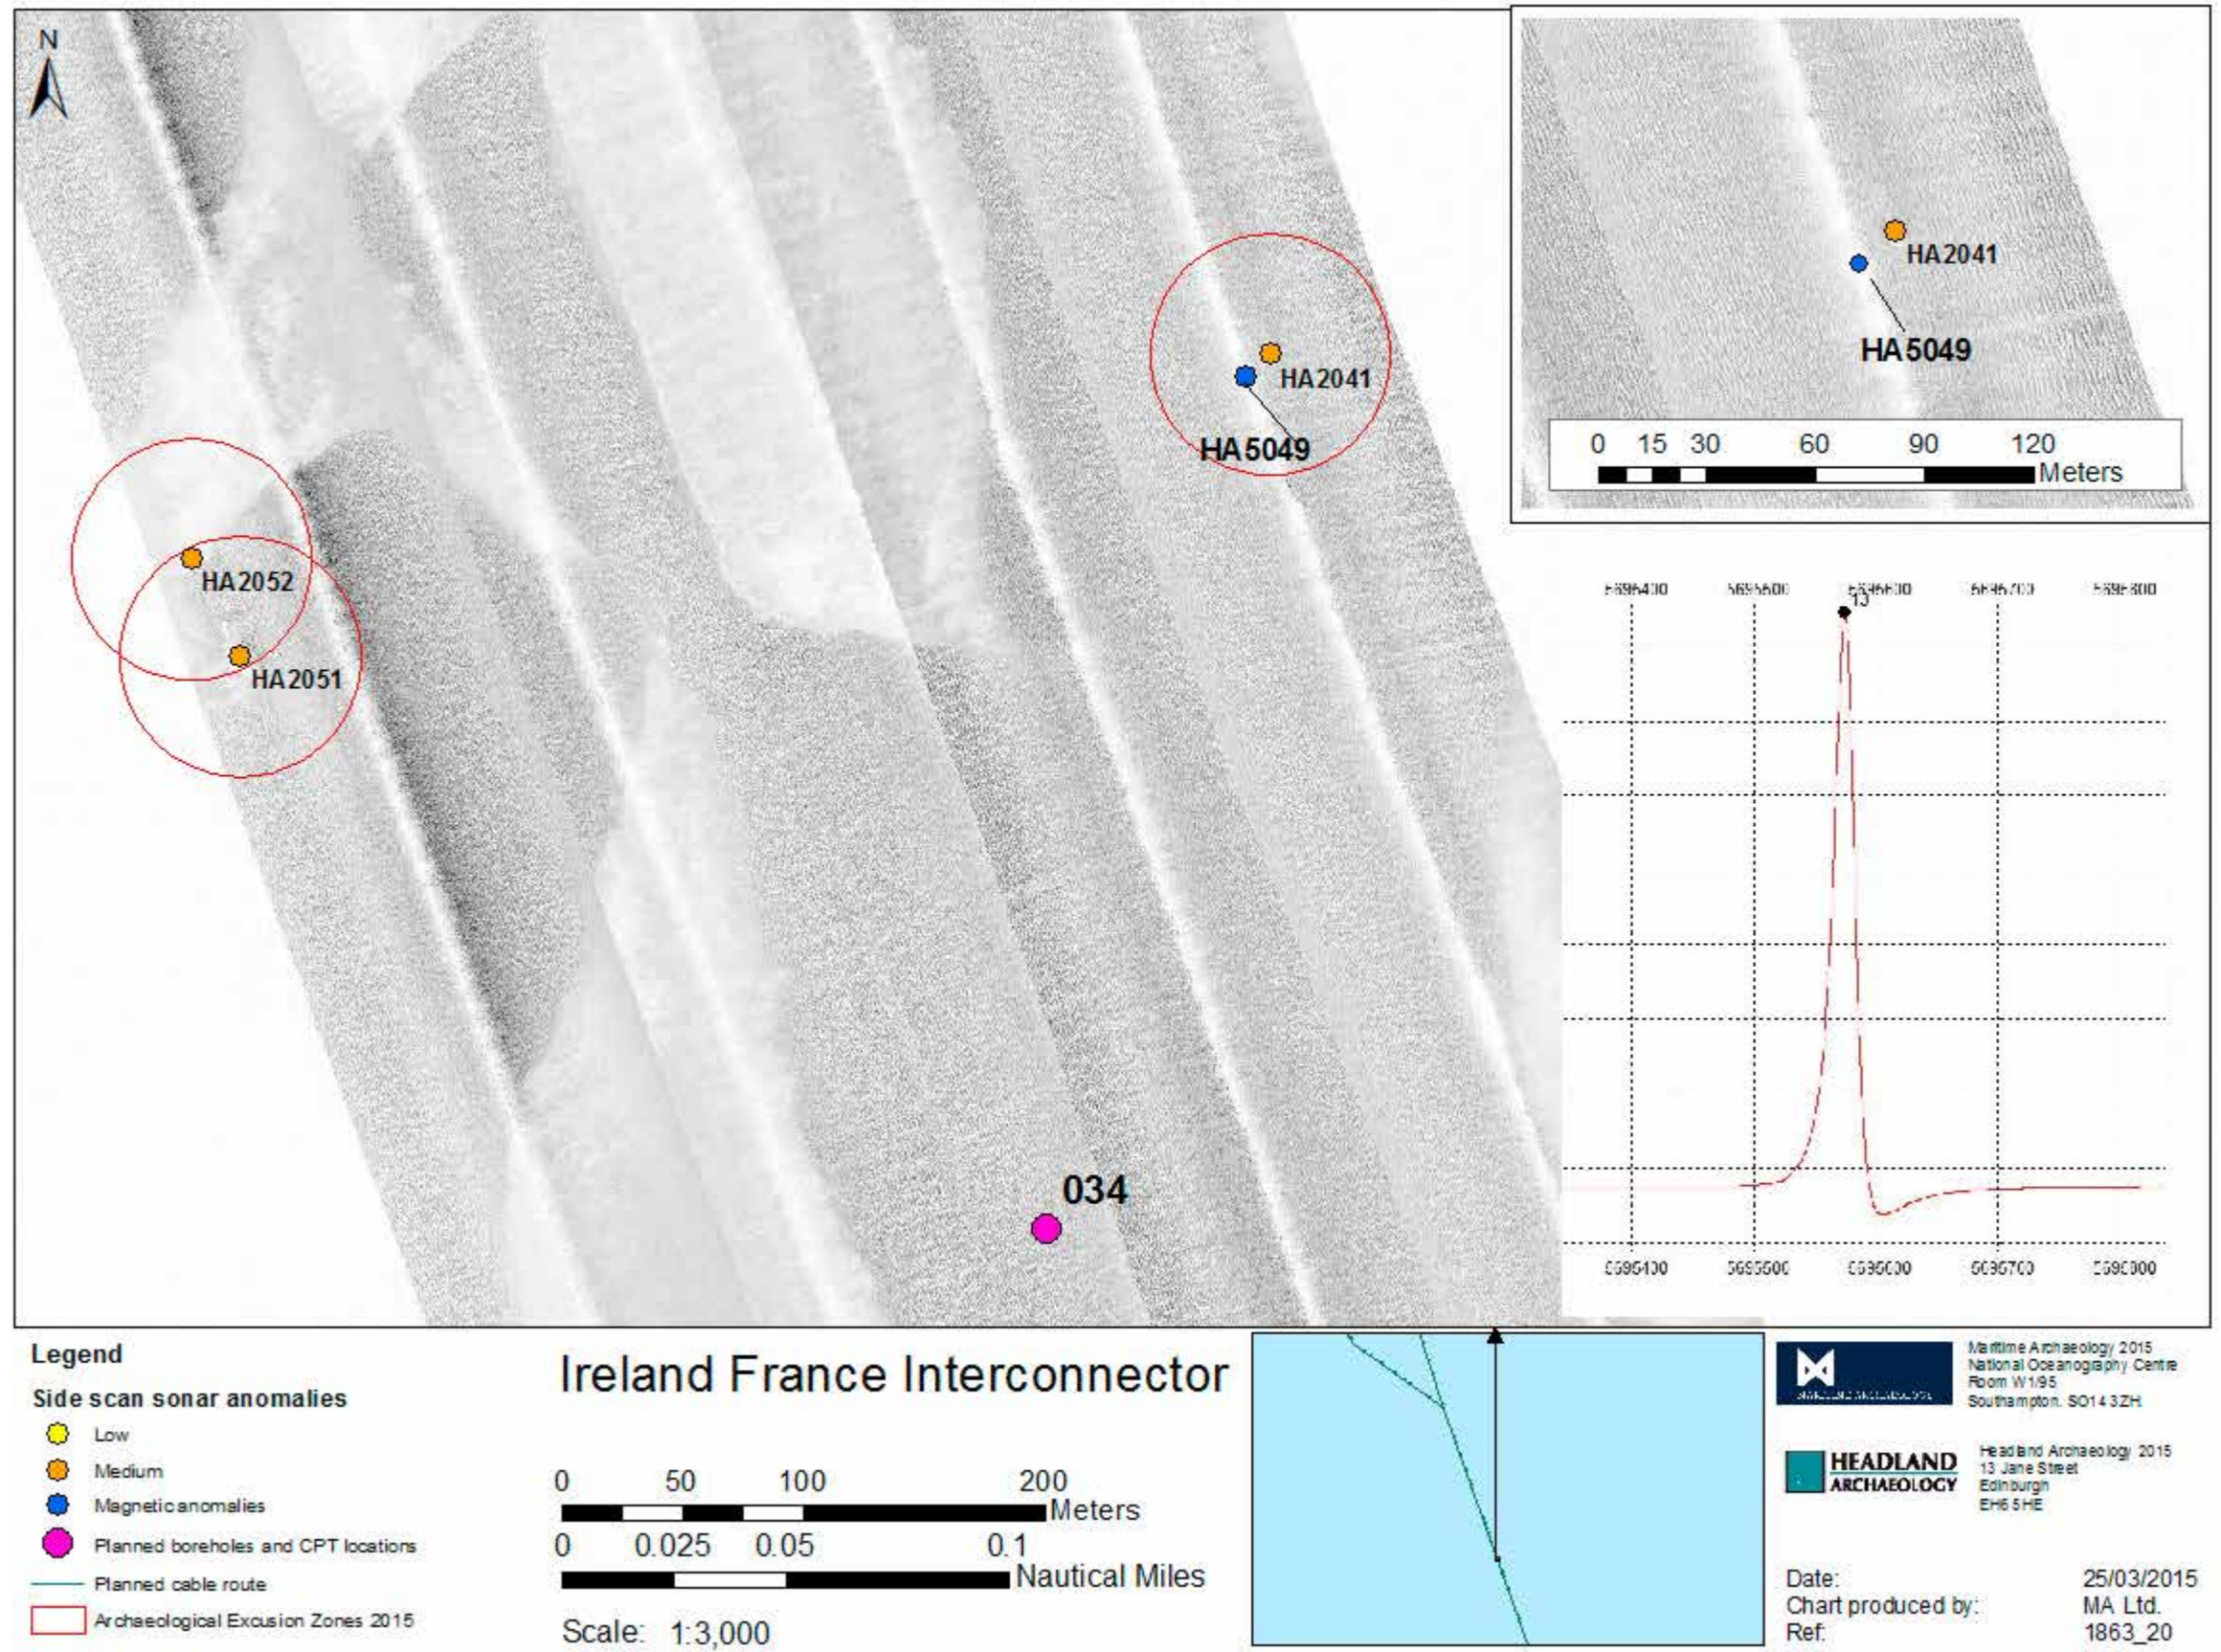 N
HA2041
HA5049
HA2052
HA2051
034
HA2041
HA5049
0 15 30 60 90 120
Meters
5695500
13
Legend
Side scan sonar anomalies
Low
Medium
Magnetic anomalies
Planned boreholes and CPT locations
Planned cable route
Archaeological Excusion Zones 2015
Ireland France Interconnector
0 50 100 200
Meters
0 0.025 0.05 0.1
Nautical Miles
Scale: 1:3,000
Maritime Archaeology 2015
National Oceanography Centre
Room W1/95
Southampton. SO14 3ZH
HEADLAND
ARCHAEOLOGY
Headland Archaeology 2015
13 Jane Street
Edinburgh
EH6 5HE
Date: 25/03/2015
Chart produced by: MA Ltd.
Ref: 1863_20